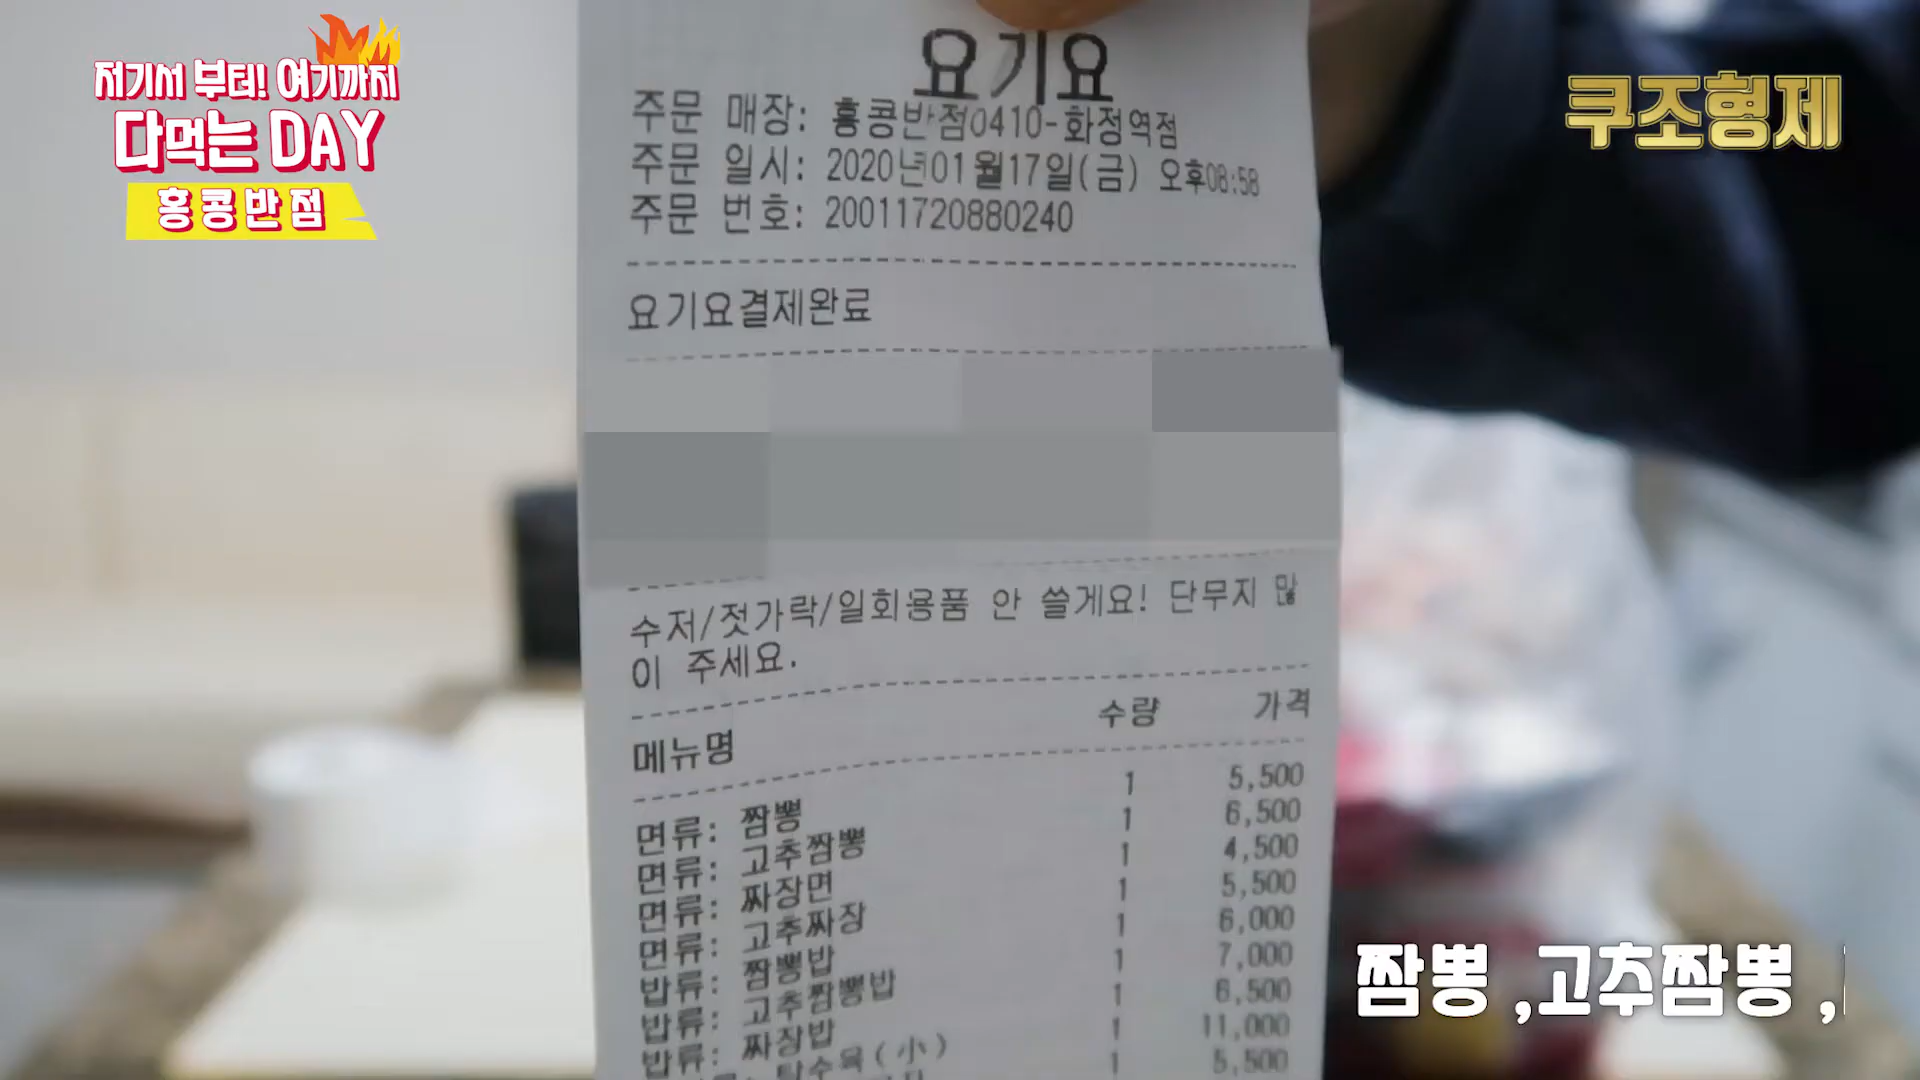 저기서 부터! 여기까지
다먹는 DAY
홍콩반점
쿠조형제
요기요
주문 매장: 홍콩반점0410-화정역점
주문 일시: 2020년01월17일(금) 오후08:58
주문 번호: 20011720880240
요기요결제완료
수저/젓가락/일회용품 안 쓸게요! 단무지 많
이 주세요.
메뉴명 수량 가격
면류: 짬뽕 1 5,500
면류: 고추짬뽕 1 6,500
면류: 짜장면 1 4,500
면류: 고추짜장 1 5,500
밥류: 짬뽕밥 1 6,000
밥류: 고추짬뽕밥 1 7,000
밥류: 짜장밥 1 6,500
탕수육(小) 1 11,000
1 5,500
짬뽕 ,고추짬뽕 ,